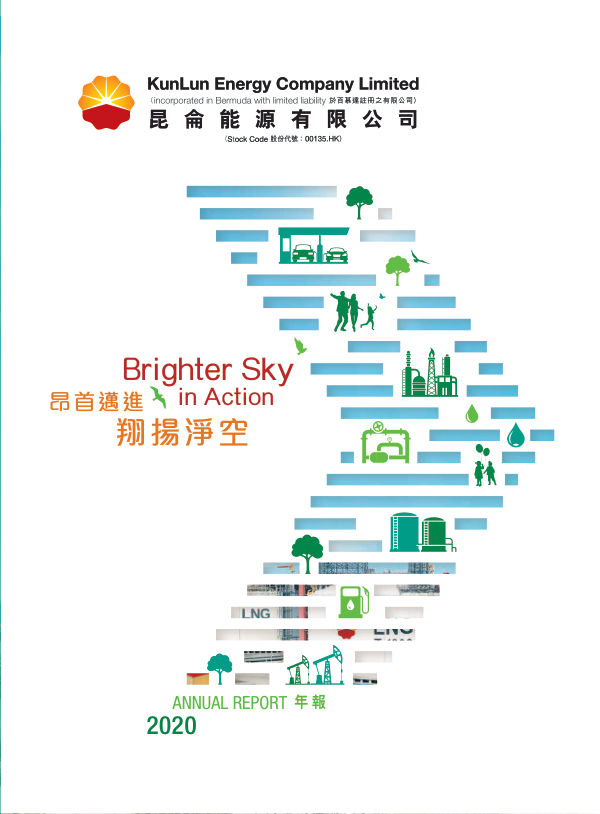 KunLun Energy Company Limited
(incorporated in Bermuda with limited liability 於百慕達註冊之有限公司)
昆侖能源有限公司
(Stock Code 股份代號：00135.HK)
Brighter Sky
in Action
昂首邁進
翔揚淨空
LNG
LNG
ANNUAL REPORT 年報
2020